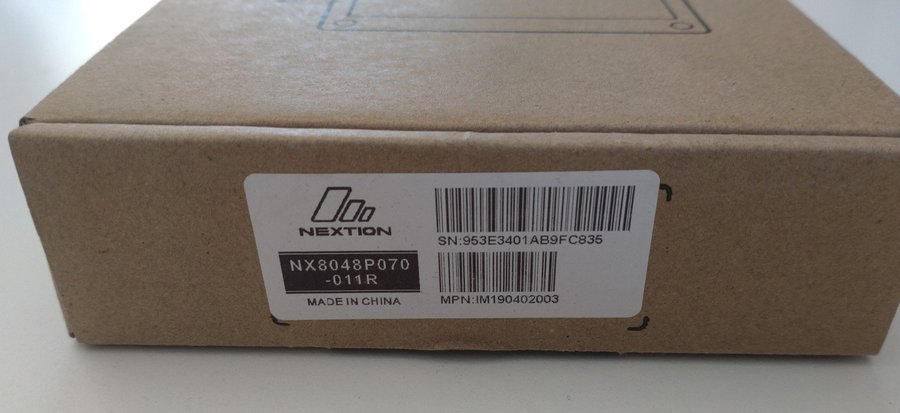 NEXTION
NX8048P070
-011R
MADE IN CHINA
SN:953E3401AB9FC835
MPN:IM190402003